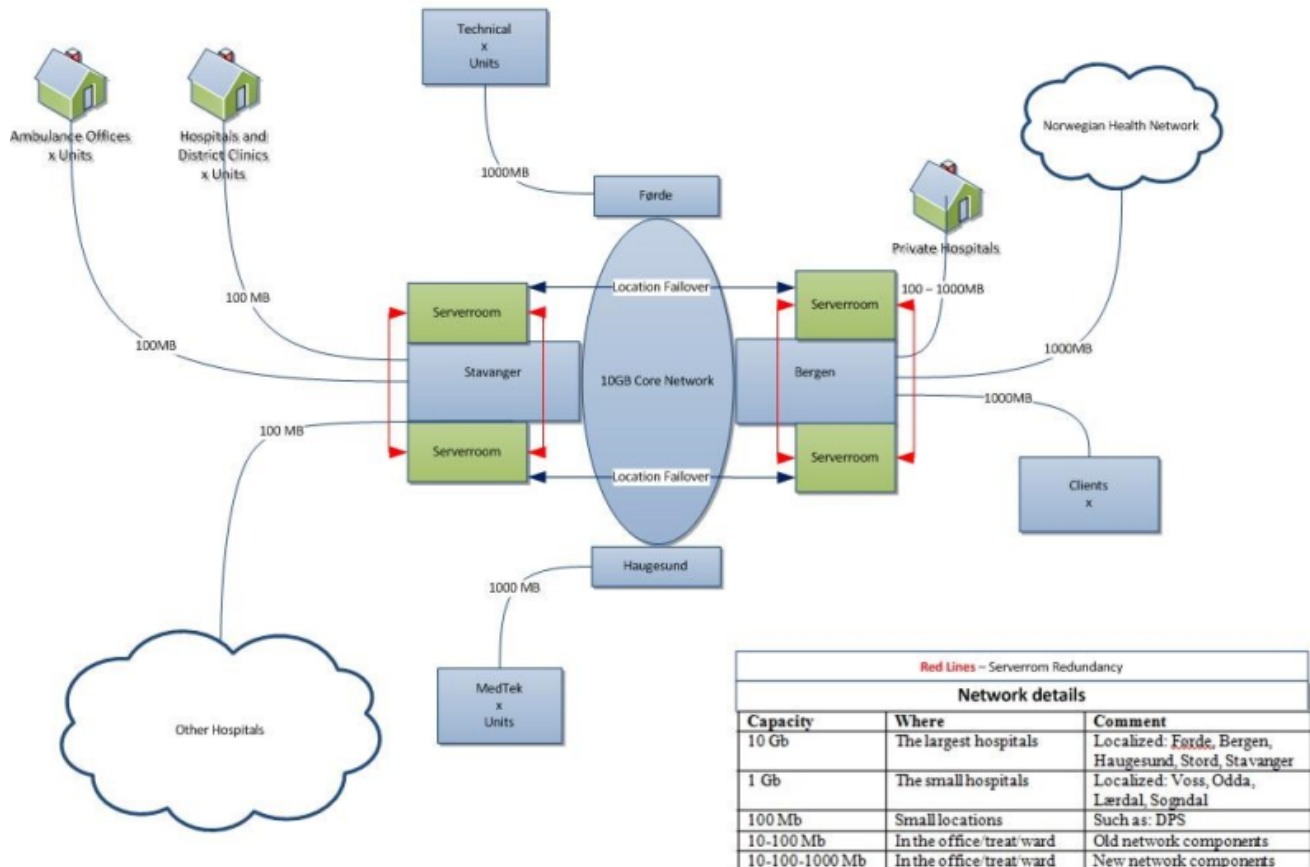 Technical
x
Units
Ambulance Offices
x Units
Hospitals and
District Clinics
x Units
Norwegian Health Network
1000MB
Førde
Private Hospitals
100 MB
Serverroom
Location Failover
Serverroom
100 – 1000MB
100MB
Stavanger
10GB Core Network
Bergen
1000MB
1000MB
100 MB
Serverroom
Location Failover
Serverroom
Clients
x
Haugesund
1000 MB
Other Hospitals
MedTek
x
Units
Red Lines – Serverrom Redundancy
Network details
Capacity Where Comment
10 Gb The largest hospitals Localized: Førde, Bergen,
Haugesund, Stord, Stavanger
1 Gb The small hospitals Localized: Voss, Odda,
Lærdal, Sogndal
100 Mb Small locations Such as: DPS
10-100 Mb In the office/treat/ward Old network components
10-100-1000 Mb In the office/treat/ward New network components